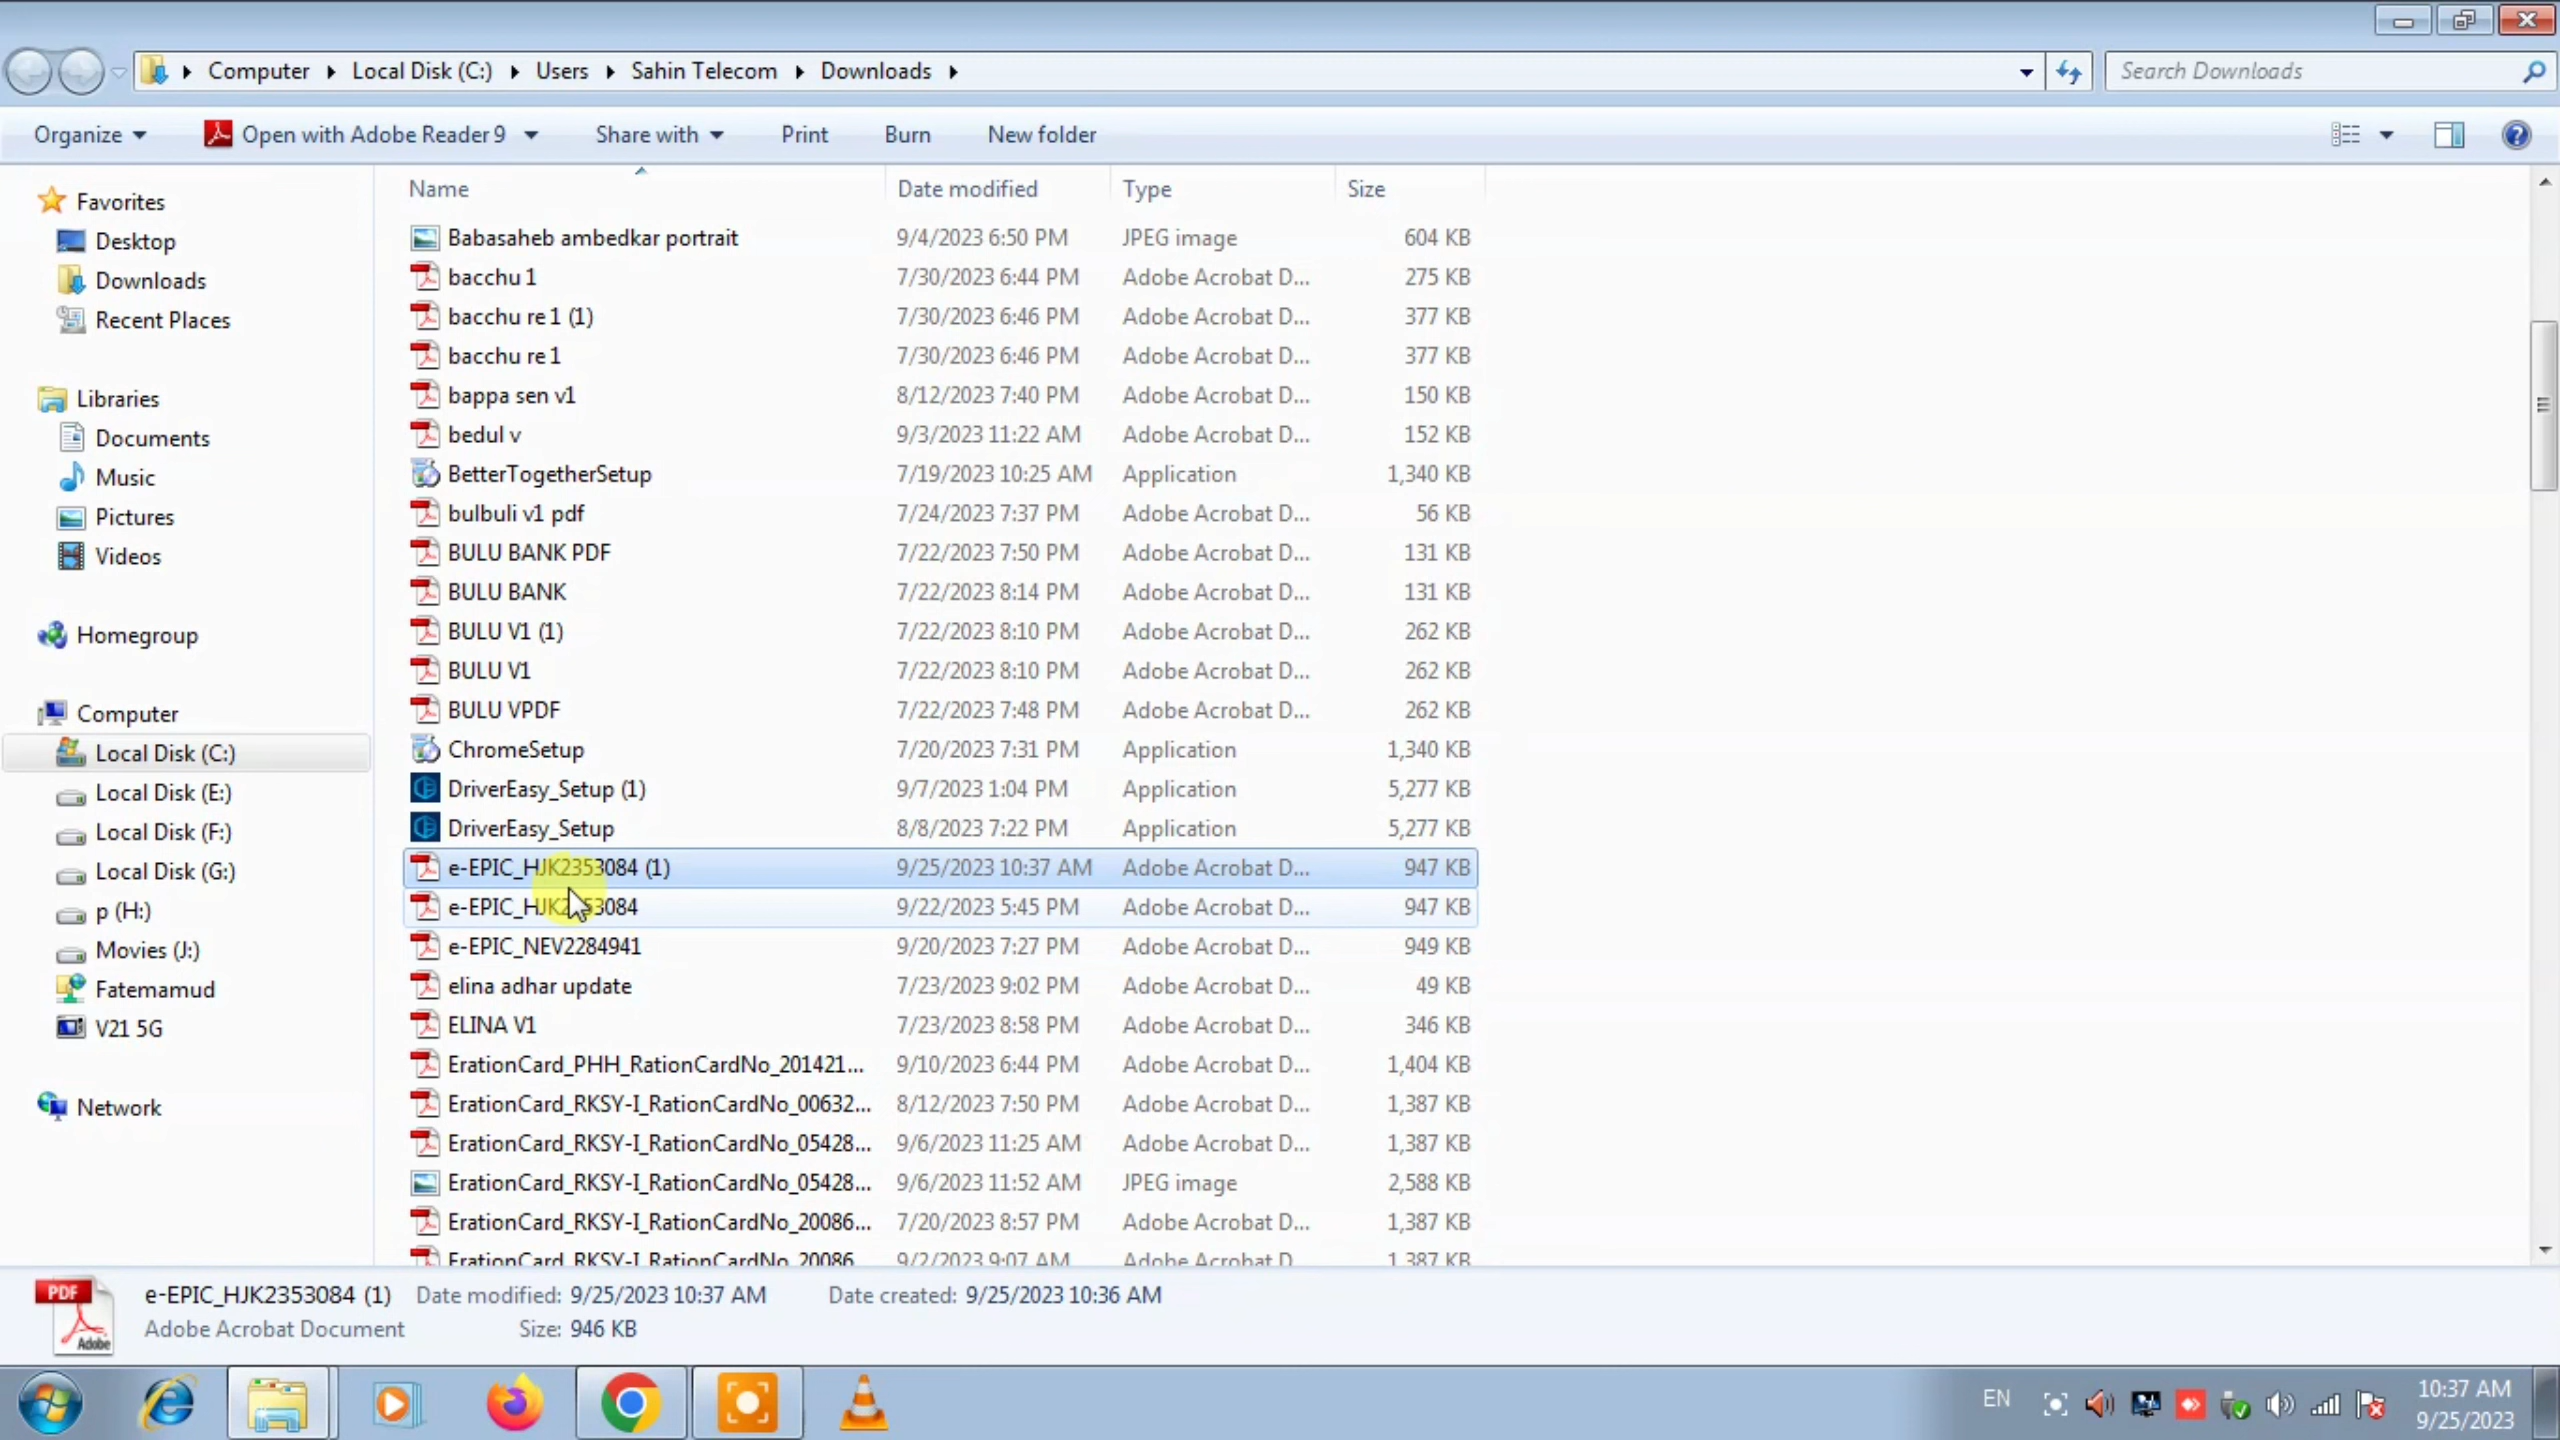 Computer Local Disk (C:) Users Sahin Telecom Downloads
Search Downloads
Organize Open with Adobe Reader 9 Share with Print Burn New folder
Name Date modified Type Size
Favorites
Desktop
Downloads
Recent Places
Libraries
Documents
Music
Pictures
Videos
Homegroup
Computer
Local Disk (C:)
Local Disk (E:)
Local Disk (F:)
Local Disk (G:)
p (H:)
Movies (J:)
Fatemamud
V21 5G
Network
Babasaheb ambedkar portrait 9/4/2023 6:50 PM JPEG image 604 KB
bacchu 1 7/30/2023 6:44 PM Adobe Acrobat D... 275 KB
bacchu re 1 (1) 7/30/2023 6:46 PM Adobe Acrobat D... 377 KB
bacchu re 1 7/30/2023 6:46 PM Adobe Acrobat D... 377 KB
bappa sen v1 8/12/2023 7:40 PM Adobe Acrobat D... 150 KB
bedul v 9/3/2023 11:22 AM Adobe Acrobat D... 152 KB
BetterTogetherSetup 7/19/2023 10:25 AM Application 1,340 KB
bulbuli v1 pdf 7/24/2023 7:37 PM Adobe Acrobat D... 56 KB
BULU BANK PDF 7/22/2023 7:50 PM Adobe Acrobat D... 131 KB
BULU BANK 7/22/2023 8:14 PM Adobe Acrobat D... 131 KB
BULU V1 (1) 7/22/2023 8:10 PM Adobe Acrobat D... 262 KB
BULU V1 7/22/2023 8:10 PM Adobe Acrobat D... 262 KB
BULU VPDF 7/22/2023 7:48 PM Adobe Acrobat D... 262 KB
ChromeSetup 7/20/2023 7:31 PM Application 1,340 KB
DriverEasy_Setup (1) 9/7/2023 1:04 PM Application 5,277 KB
DriverEasy_Setup 8/8/2023 7:22 PM Application 5,277 KB
e-EPIC_HJK2353084 (1) 9/25/2023 10:37 AM Adobe Acrobat D... 947 KB
e-EPIC_HJK2353084 9/22/2023 5:45 PM Adobe Acrobat D... 947 KB
e-EPIC_NEV2284941 9/20/2023 7:27 PM Adobe Acrobat D... 949 KB
elina adhar update 7/23/2023 9:02 PM Adobe Acrobat D... 49 KB
ELINA V1 7/23/2023 8:58 PM Adobe Acrobat D... 346 KB
ErationCard_PHH_RationCardNo_201421... 9/10/2023 6:44 PM Adobe Acrobat D... 1,404 KB
ErationCard_RKSY-I_RationCardNo_00632... 8/12/2023 7:50 PM Adobe Acrobat D... 1,387 KB
ErationCard_RKSY-I_RationCardNo_05428... 9/6/2023 11:25 AM Adobe Acrobat D... 1,387 KB
ErationCard_RKSY-I_RationCardNo_05428... 9/6/2023 11:52 AM JPEG image 2,588 KB
ErationCard_RKSY-I_RationCardNo_20086... 7/20/2023 8:57 PM Adobe Acrobat D... 1,387 KB
ErationCard_RKSY-I_RationCardNo_20086 9/2/2023 9:07 AM Adobe Acrobat D 1,387 KB
PDF
Adobe
e-EPIC_HJK2353084 (1) Date modified: 9/25/2023 10:37 AM Date created: 9/25/2023 10:36 AM
Adobe Acrobat Document Size: 946 KB
EN
10:37 AM
9/25/2023